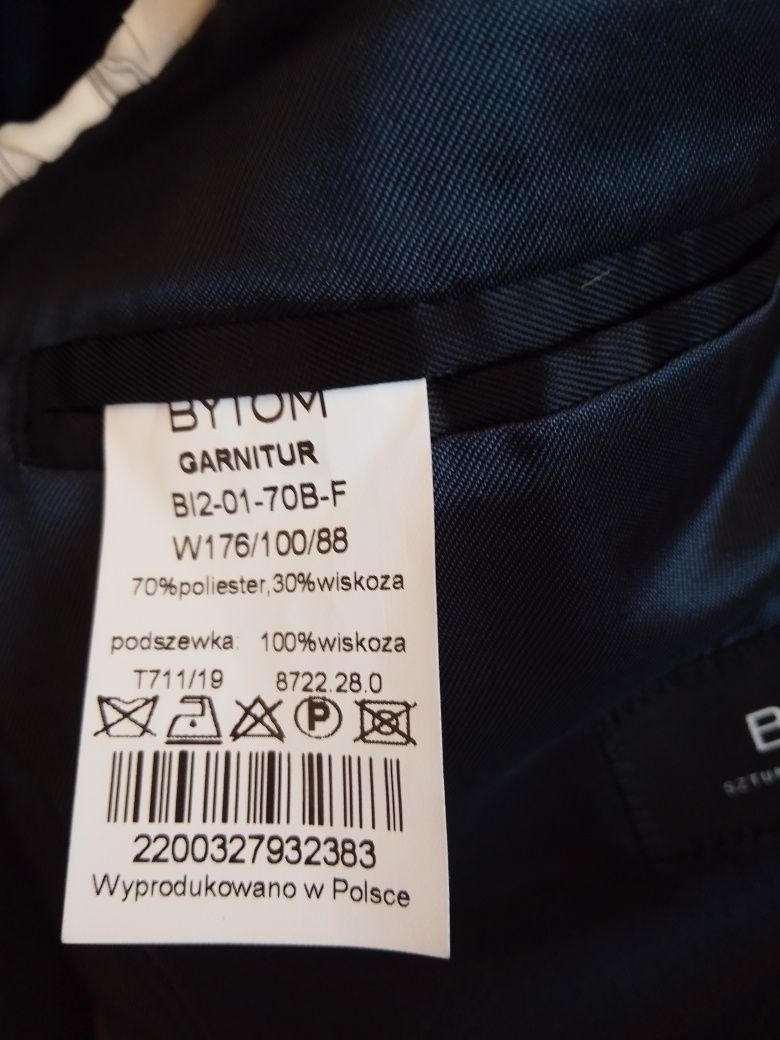 BYTOM
GARNITUR
BI2-01-70B-F
W176/100/88
70%poliester,30%wiskoza
podszewka: 100%wiskoza
T711/19 8722.28.0
P
2200327932383
Wyprodukowano w Polsce